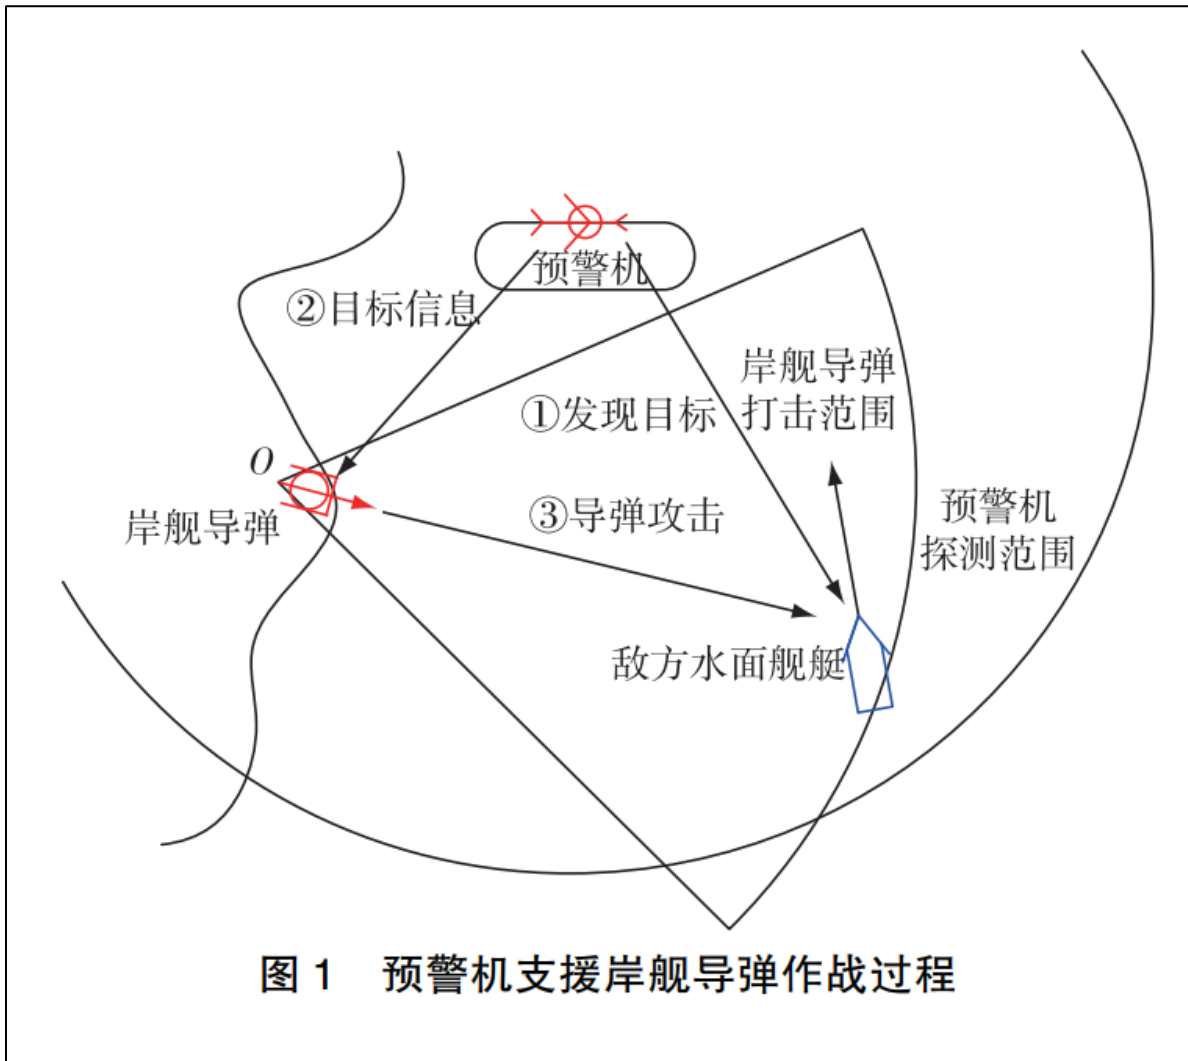 预警机
②目标信息
岸舰导弹
打击范围
①发现目标
O
岸舰导弹
③导弹攻击
预警机
探测范围
敌方水面舰艇
图 1 预警机支援岸舰导弹作战过程